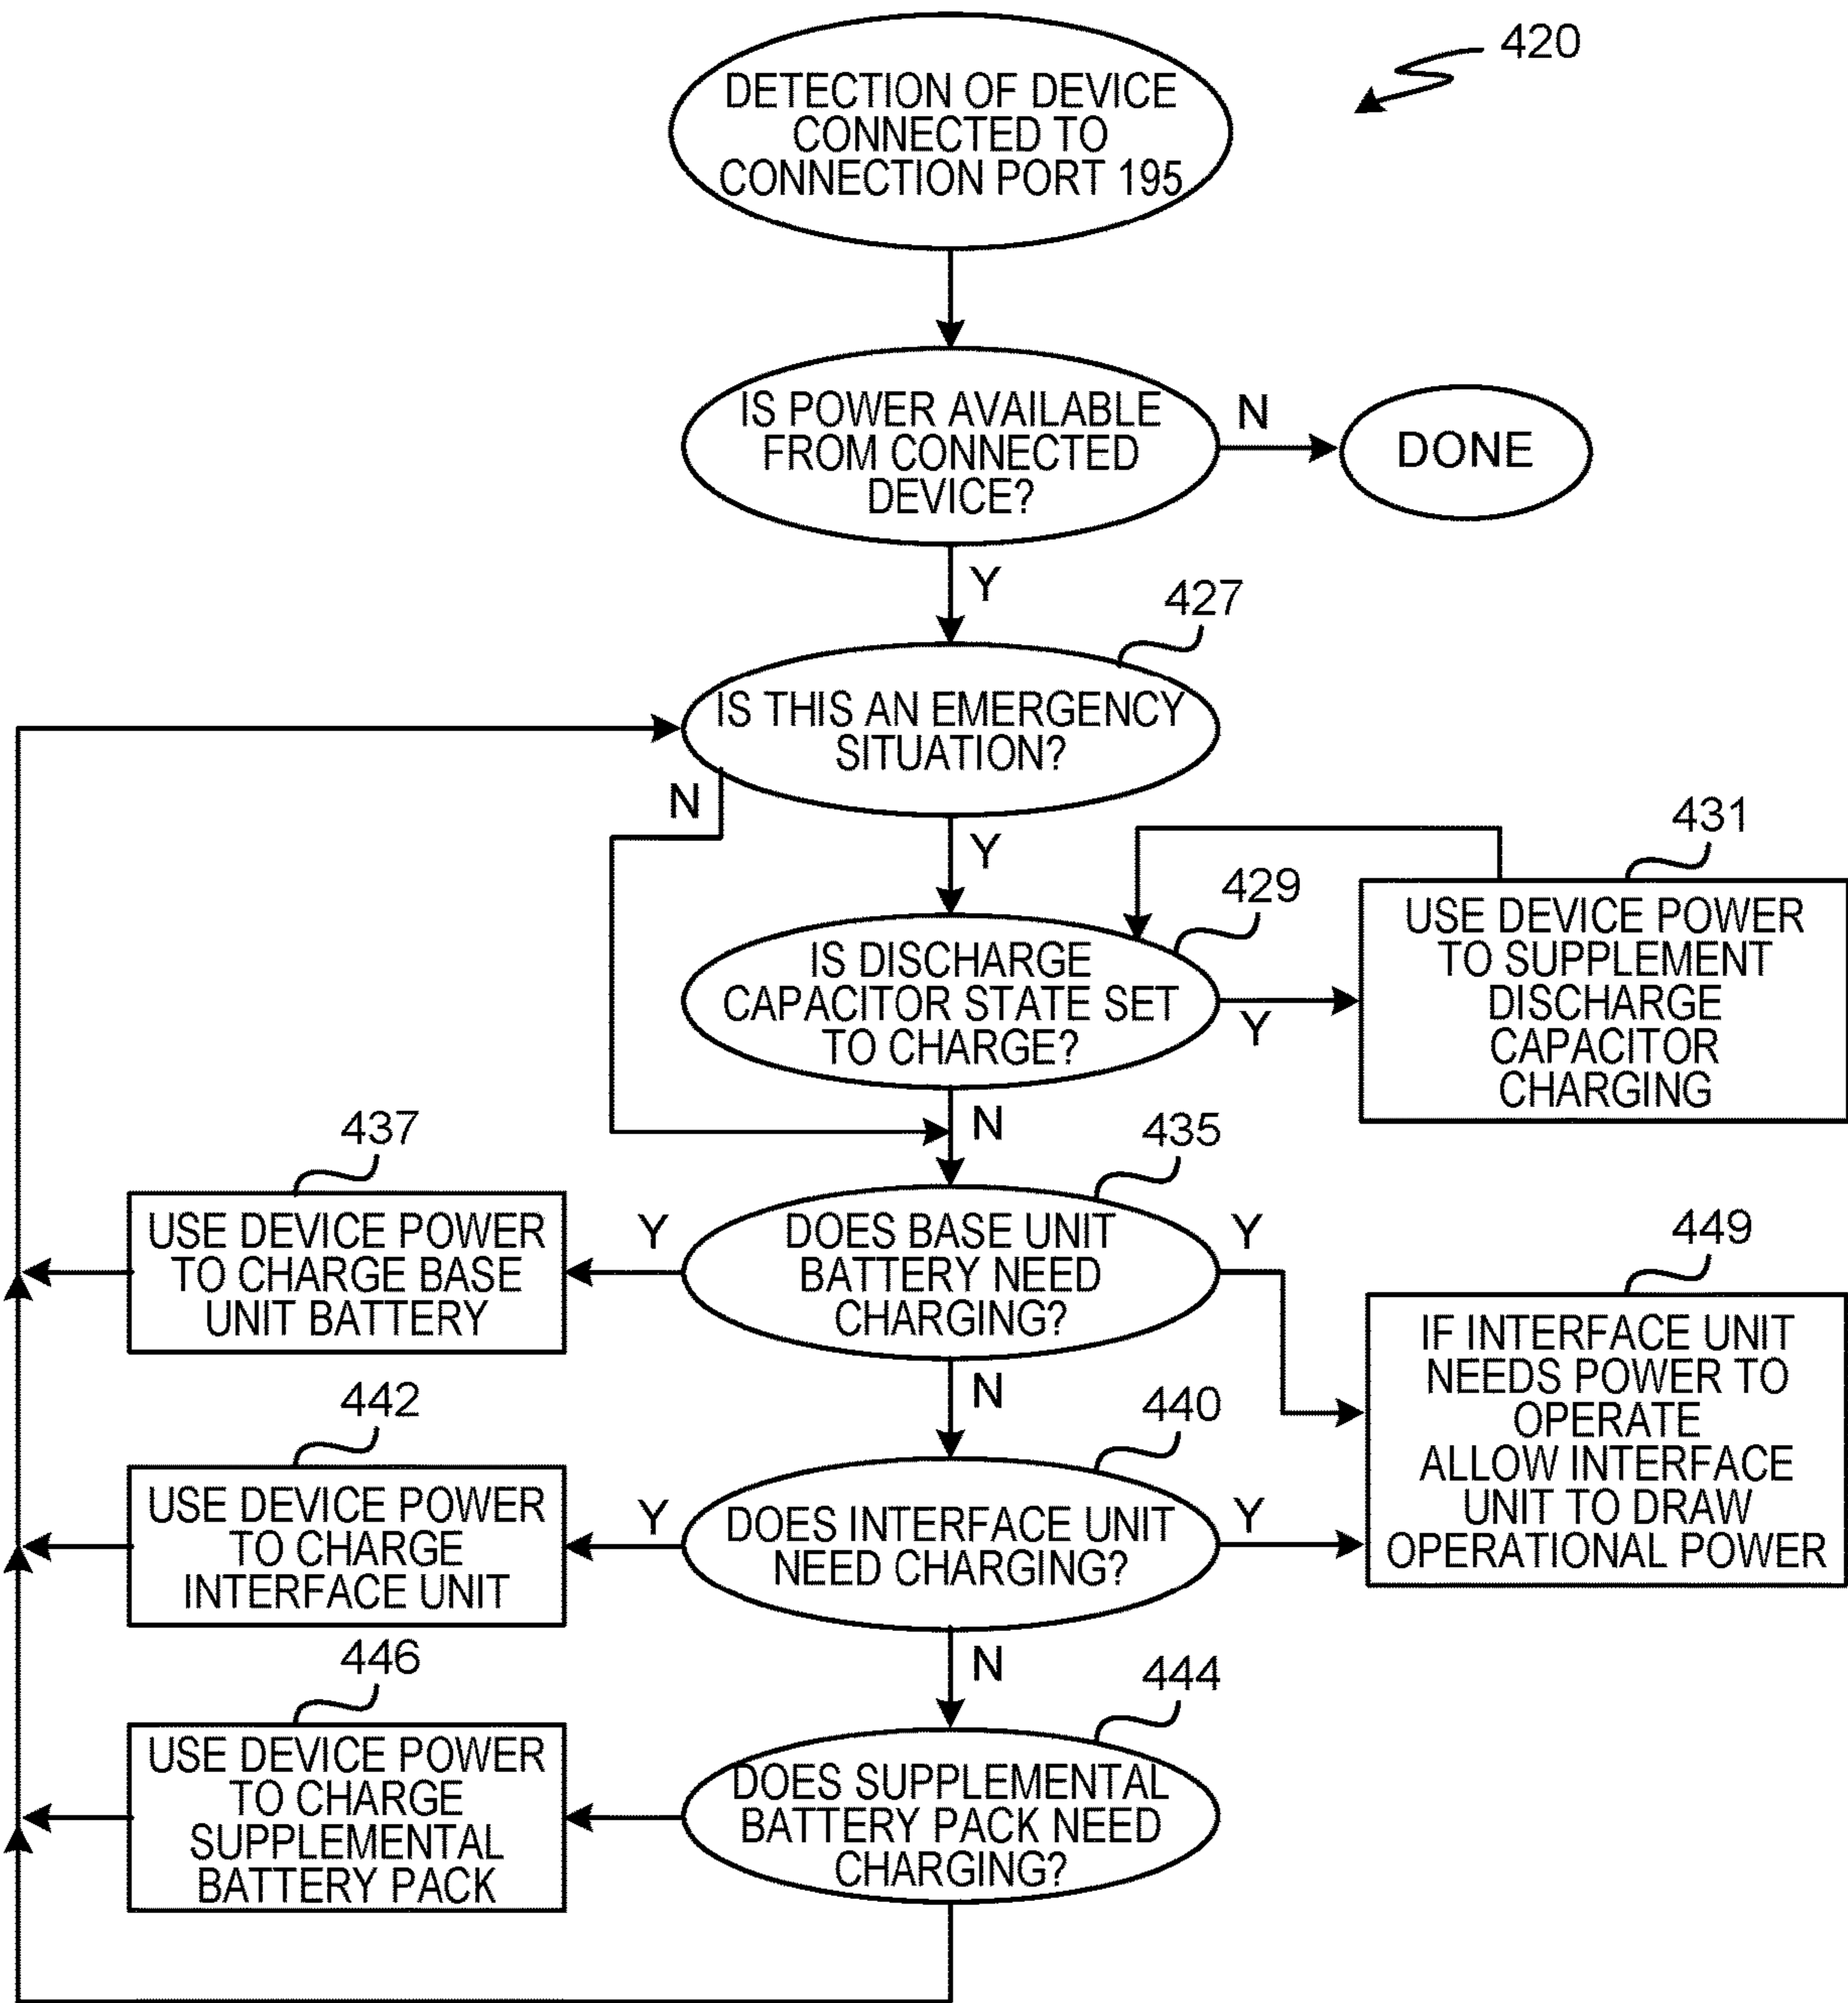 420
DETECTION OF DEVICE
CONNECTED TO
CONNECTION PORT 195
IS POWER AVAILABLE
FROM CONNECTED
DEVICE?
N
DONE
Y
427
IS THIS AN EMERGENCY
SITUATION?
N
Y
429
IS DISCHARGE
CAPACITOR STATE SET
TO CHARGE?
Y
431
USE DEVICE POWER
TO SUPPLEMENT
DISCHARGE
CAPACITOR
CHARGING
N
435
DOES BASE UNIT
BATTERY NEED
CHARGING?
Y
437
USE DEVICE POWER
TO CHARGE BASE
UNIT BATTERY
Y
449
IF INTERFACE UNIT
NEEDS POWER TO
OPERATE
ALLOW INTERFACE
UNIT TO DRAW
OPERATIONAL POWER
N
440
DOES INTERFACE UNIT
NEED CHARGING?
Y
442
USE DEVICE POWER
TO CHARGE
INTERFACE UNIT
Y
N
444
DOES SUPPLEMENTAL
BATTERY PACK NEED
CHARGING?
446
USE DEVICE POWER
TO CHARGE
SUPPLEMENTAL
BATTERY PACK